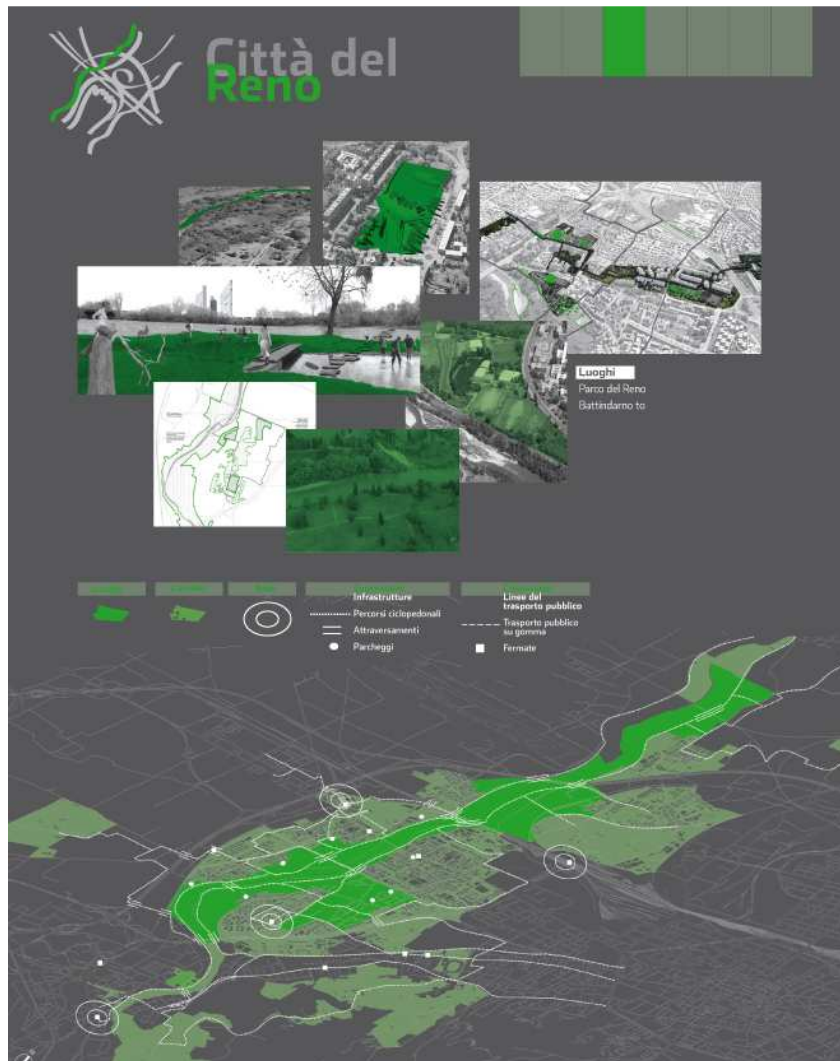 Città del
Reno
Luoghi
Parco del Reno
Battindarno to
Infrastrutture
Percorsi ciclopedonali
Attraversamenti
Parcheggi
Linee del
trasporto pubblico
Trasporto pubblico
su gomma
Fermate